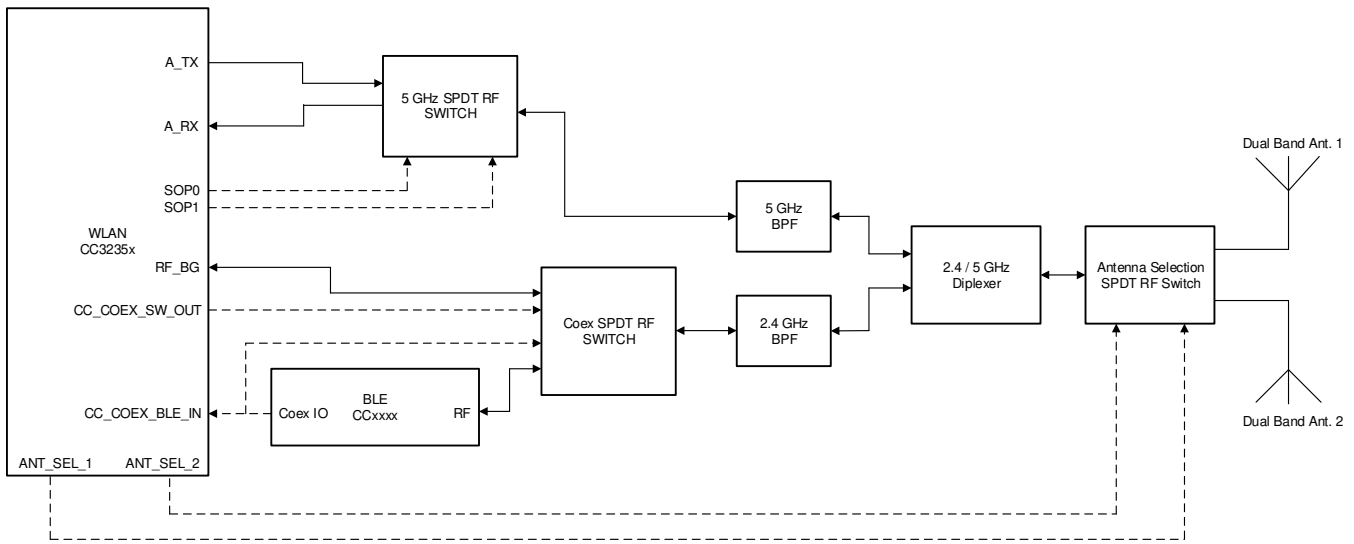 A_TX
A_RX
SOP0
SOP1
WLAN
CC3235x
RF_BG
CC_COEX_SW_OUT
CC_COEX_BLE_IN
ANT_SEL_1
ANT_SEL_2
5 GHz SPDT RF
SWITCH
Coex SPDT RF
SWITCH
Coex IO
BLE
CCxxxx
RF
5 GHz
BPF
2.4 GHz
BPF
2.4 / 5 GHz
Diplexer
Antenna Selection
SPDT RF Switch
Dual Band Ant. 1
Dual Band Ant. 2